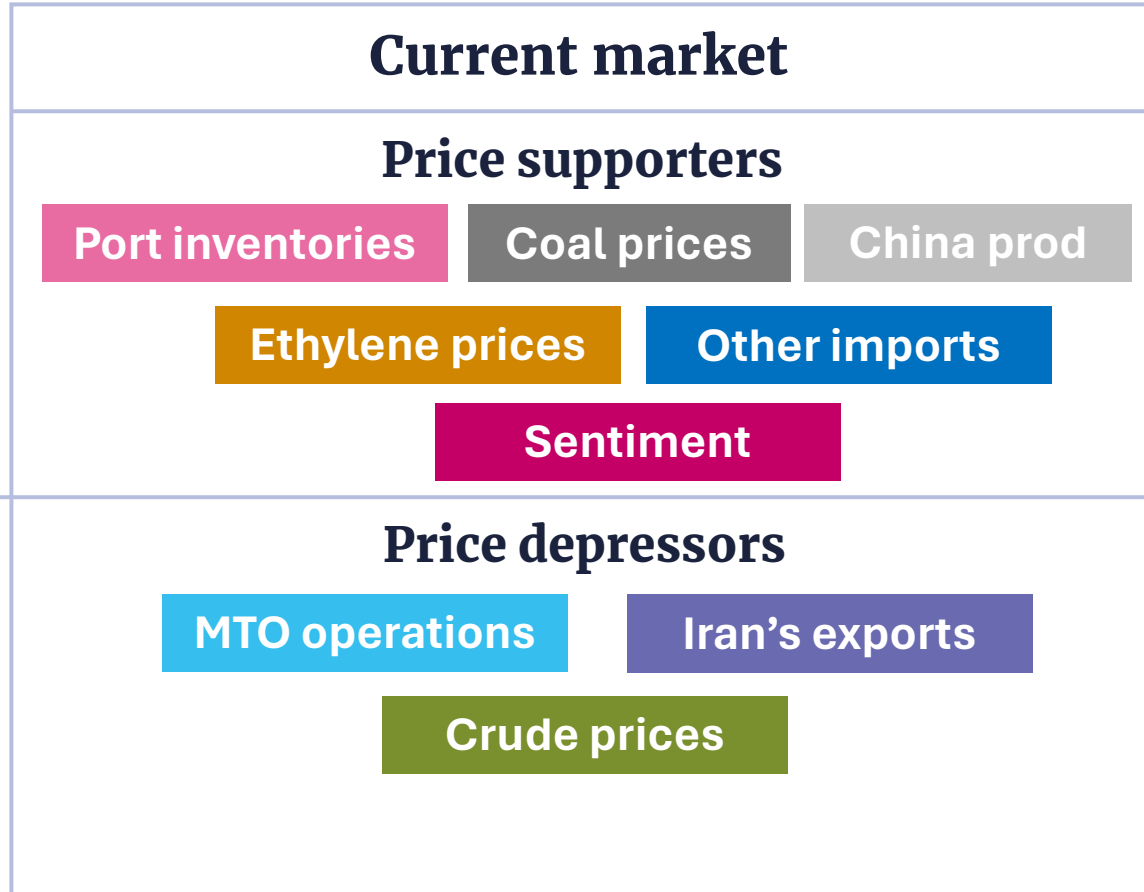 Current market
Price supporters
Port inventories
Coal prices
China prod
Ethylene prices
Other imports
Sentiment
Price depressors
MTO operations
Iran’s exports
Crude prices